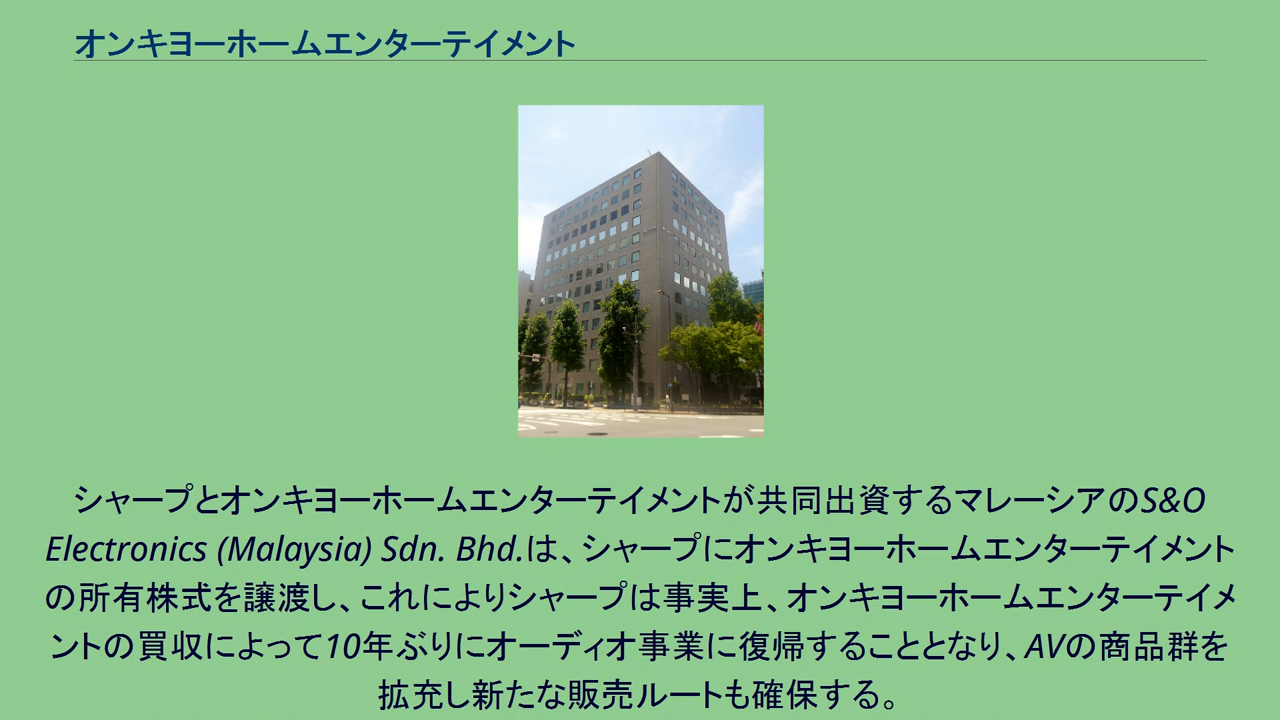 オンキヨーホームエンターテイメント
シャープとオンキヨーホームエンターテイメントが共同出資するマレーシアのS&O
Electronics (Malaysia) Sdn. Bhd.は、シャープにオンキヨーホームエンターテイメント
の所有株式を譲渡し、これによりシャープは事実上、オンキヨーホームエンターテイメ
ントの買収によって10年ぶりにオーディオ事業に復帰することとなり、AVの商品群を
拡充し新たな販売ルートも確保する。